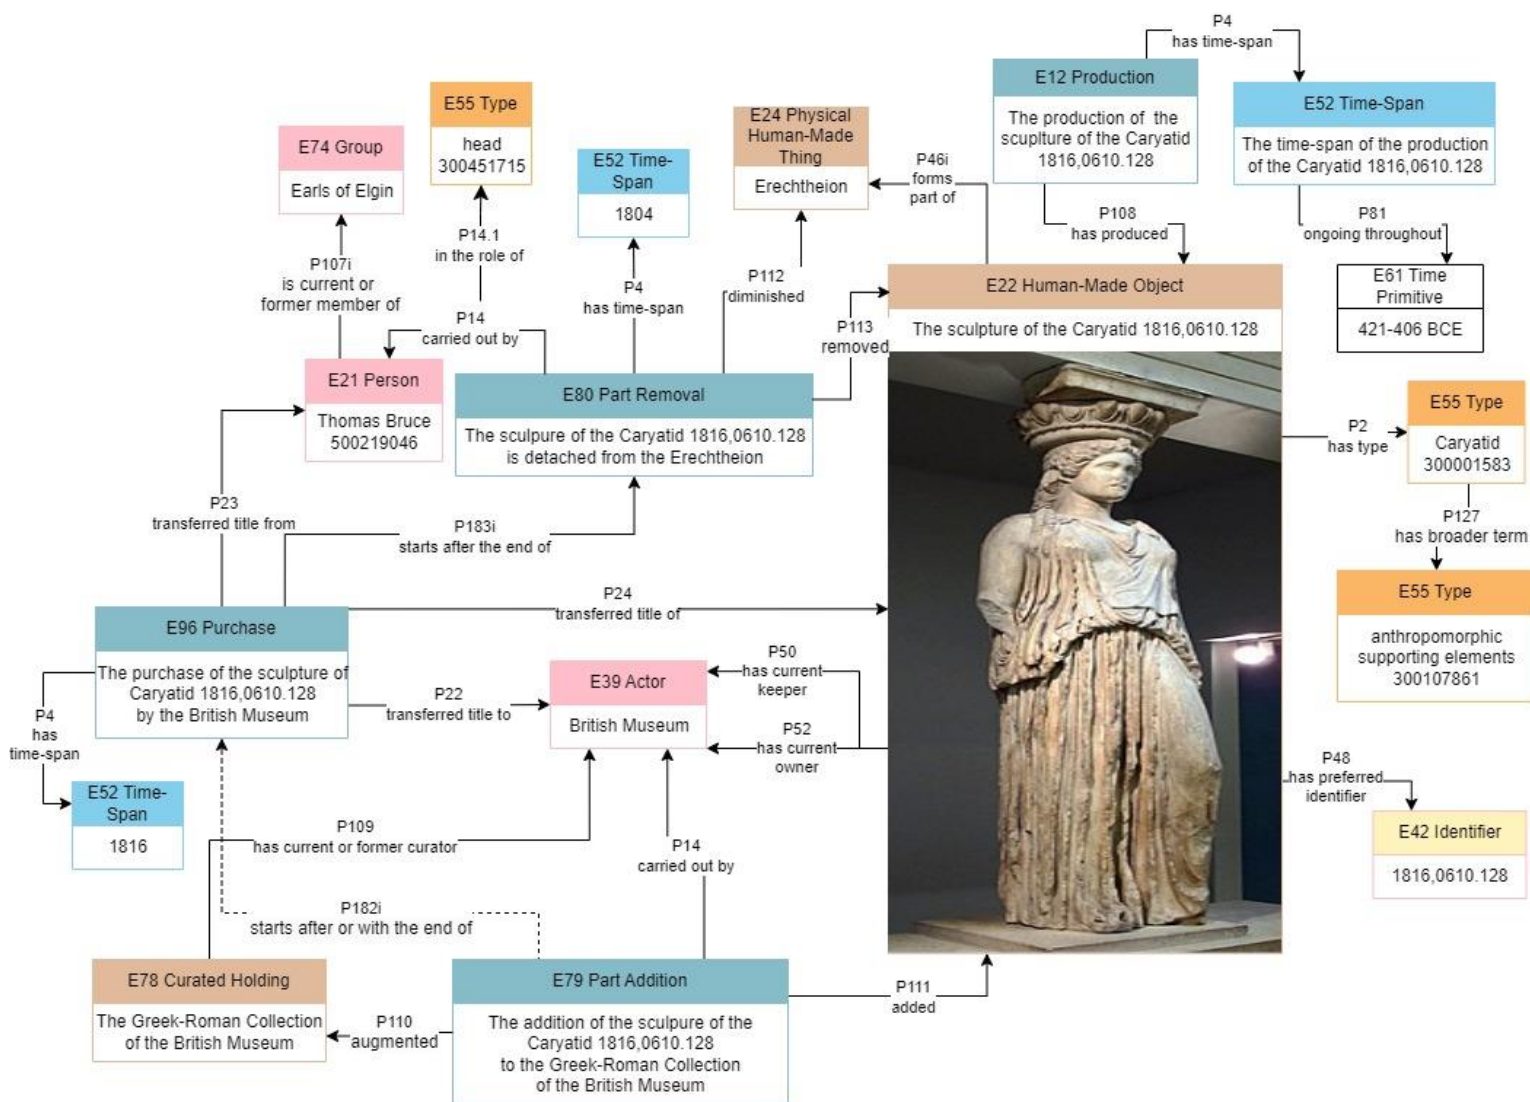 P4
has time-span
E12 Production
The production of the
scuplture of the Caryatid
1816,0610.128
E52 Time-Span
The time-span of the production
of the Caryatid 1816,0610.128
P81
ongoing throughout
E61 Time
Primitive
421-406 BCE
P108
has produced
E55 Type
head
300451715
E74 Group
Earls of Elgin
E52 Time-
Span
1804
E24 Physical
Human-Made
Thing
Erechtheion
P46i
forms
part of
P14.1
in the role of
P107i
is current or
former member of
P4
has time-span
P112
diminished
P14
carried out by
P113
removed
E22 Human-Made Object
The sculpture of the Caryatid 1816,0610.128
E21 Person
Thomas Bruce
500219046
E80 Part Removal
The sculpure of the Caryatid 1816,0610.128
is detached from the Erechtheion
P2
has type
E55 Type
Caryatid
300001583
P127
has broader term
E55 Type
anthropomorphic
supporting elements
300107861
P23
transferred title from
P183i
starts after the end of
P24
transferred title of
E96 Purchase
The purchase of the sculpture of
Caryatid 1816,0610.128
by the British Museum
P4
has
time-span
E52 Time-
Span
1816
P22
transferred title to
E39 Actor
British Museum
P50
has current
keeper
P52
has current
owner
P48
has preferred
identifier
E42 Identifier
1816,0610.128
P109
has current or former curator
P14
carried out by
P182i
starts after or with the end of
E78 Curated Holding
The Greek-Roman Collection
of the British Museum
P110
augmented
E79 Part Addition
The addition of the sculpure of the
Caryatid 1816,0610.128
to the Greek-Roman Collection
of the British Museum
P111
added